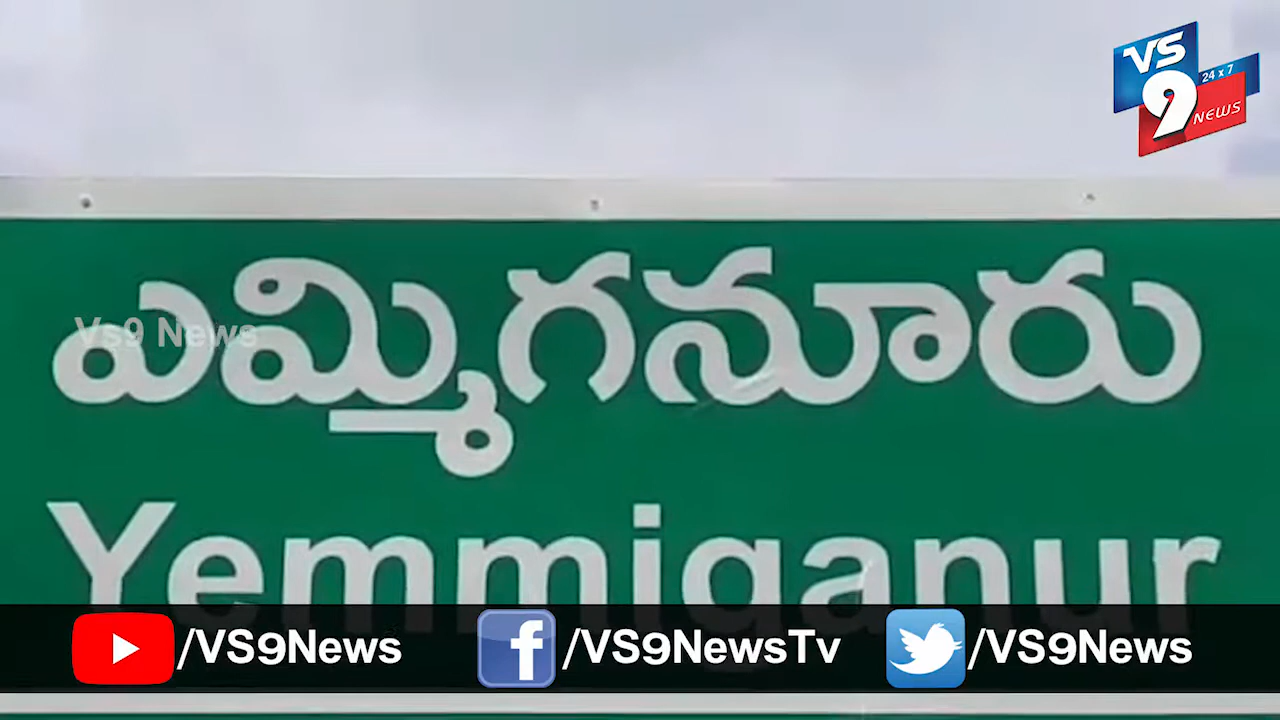 VS
24 x 7
9 NEWS
ఎమ్మిగనూరు
Vs9 News
Yemmiganur
/VS9News /VS9NewsTv /VS9News